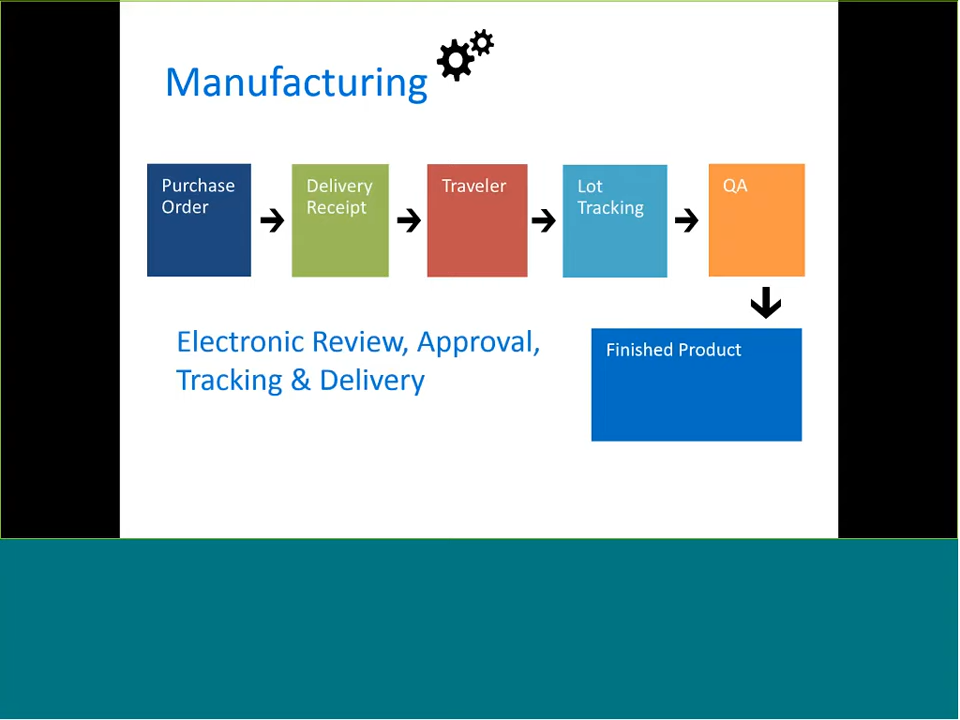 Manufacturing
Purchase
Order
Delivery
Receipt
Traveler
Lot
Tracking
QA
Electronic Review, Approval,
Tracking & Delivery
Finished Product